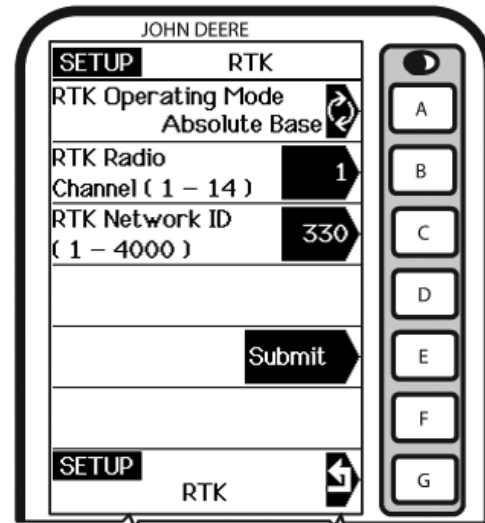 JOHN DEERE
SETUP RTK
RTK Operating Mode
Absolute Base
A
RTK Radio
Channel ( 1 – 14 )
1
B
RTK Network ID
( 1 – 4000 )
330
C
D
Submit
E
F
SETUP
RTK
G